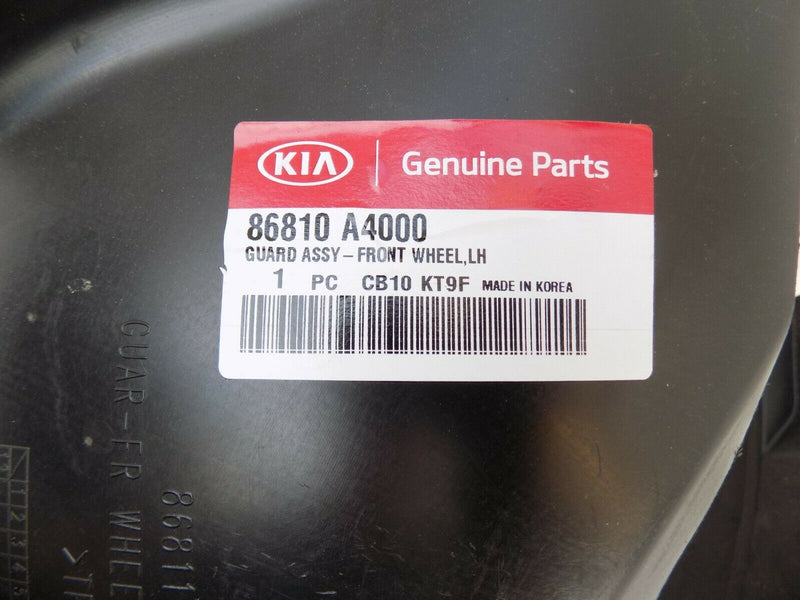 KIA
Genuine Parts
86810 A4000
GUARD ASSY-FRONT WHEEL,LH
1 PC CB10 KT9F MADE IN KOREA
GUAR-FR WHEE
86811